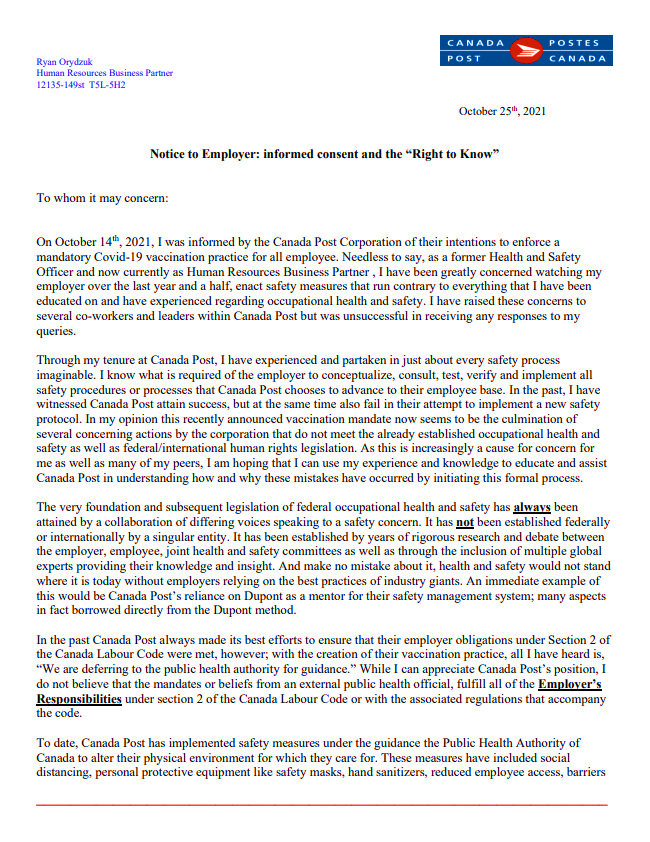 CANADA POSTES
POST CANADA
Ryan Orydzuk
Human Resources Business Partner
12135-149st T5L-5H2
October 25th, 2021
Notice to Employer: informed consent and the “Right to Know”
To whom it may concern:
On October 14th, 2021, I was informed by the Canada Post Corporation of their intentions to enforce a
mandatory Covid-19 vaccination practice for all employee. Needless to say, as a former Health and Safety
Officer and now currently as Human Resources Business Partner , I have been greatly concerned watching my
employer over the last year and a half, enact safety measures that run contrary to everything that I have been
educated on and have experienced regarding occupational health and safety. I have raised these concerns to
several co-workers and leaders within Canada Post but was unsuccessful in receiving any responses to my
queries.
Through my tenure at Canada Post, I have experienced and partaken in just about every safety process
imaginable. I know what is required of the employer to conceptualize, consult, test, verify and implement all
safety procedures or processes that Canada Post chooses to advance to their employee base. In the past, I have
witnessed Canada Post attain success, but at the same time also fail in their attempt to implement a new safety
protocol. In my opinion this recently announced vaccination mandate now seems to be the culmination of
several concerning actions by the corporation that do not meet the already established occupational health and
safety as well as federal/international human rights legislation. As this is increasingly a cause for concern for
me as well as many of my peers, I am hoping that I can use my experience and knowledge to educate and assist
Canada Post in understanding how and why these mistakes have occurred by initiating this formal process.
The very foundation and subsequent legislation of federal occupational health and safety has always been
attained by a collaboration of differing voices speaking to a safety concern. It has not been established federally
or internationally by a singular entity. It has been established by years of rigorous research and debate between
the employer, employee, joint health and safety committees as well as through the inclusion of multiple global
experts providing their knowledge and insight. And make no mistake about it, health and safety would not stand
where it is today without employers relying on the best practices of industry giants. An immediate example of
this would be Canada Post’s reliance on Dupont as a mentor for their safety management system; many aspects
in fact borrowed directly from the Dupont method.
In the past Canada Post always made its best efforts to ensure that their employer obligations under Section 2 of
the Canada Labour Code were met, however; with the creation of their vaccination practice, all I have heard is,
“We are deferring to the public health authority for guidance.” While I can appreciate Canada Post’s position, I
do not believe that the mandates or beliefs from an external public health official, fulfill all of the Employer’s
Responsibilities under section 2 of the Canada Labour Code or with the associated regulations that accompany
the code.
To date, Canada Post has implemented safety measures under the guidance the Public Health Authority of
Canada to alter their physical environment for which they care for. These measures have included social
distancing, personal protective equipment like safety masks, hand sanitizers, reduced employee access, barriers